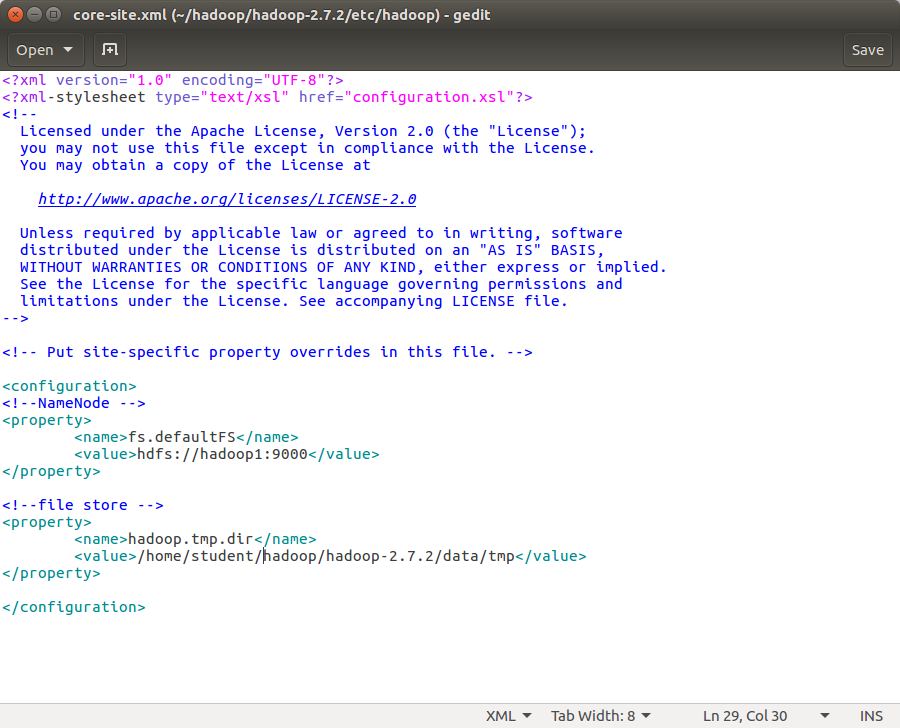 core-site.xml (~/hadoop/hadoop-2.7.2/etc/hadoop) - gedit
Open
Save
<?xml version="1.0" encoding="UTF-8"?>
<?xml-stylesheet type="text/xsl" href="configuration.xsl"?>
<!--
  Licensed under the Apache License, Version 2.0 (the "License");
  you may not use this file except in compliance with the License.
  You may obtain a copy of the License at

    http://www.apache.org/licenses/LICENSE-2.0

  Unless required by applicable law or agreed to in writing, software
  distributed under the License is distributed on an "AS IS" BASIS,
  WITHOUT WARRANTIES OR CONDITIONS OF ANY KIND, either express or implied.
  See the License for the specific language governing permissions and
  limitations under the License. See accompanying LICENSE file.
-->

<!-- Put site-specific property overrides in this file. -->

<configuration>
<!--NameNode -->
<property>
        <name>fs.defaultFS</name>
        <value>hdfs://hadoop1:9000</value>
</property>

<!--file store -->
<property>
        <name>hadoop.tmp.dir</name>
        <value>/home/student/hadoop/hadoop-2.7.2/data/tmp</value>
</property>

</configuration>
XML
Tab Width: 8
Ln 29, Col 30
INS